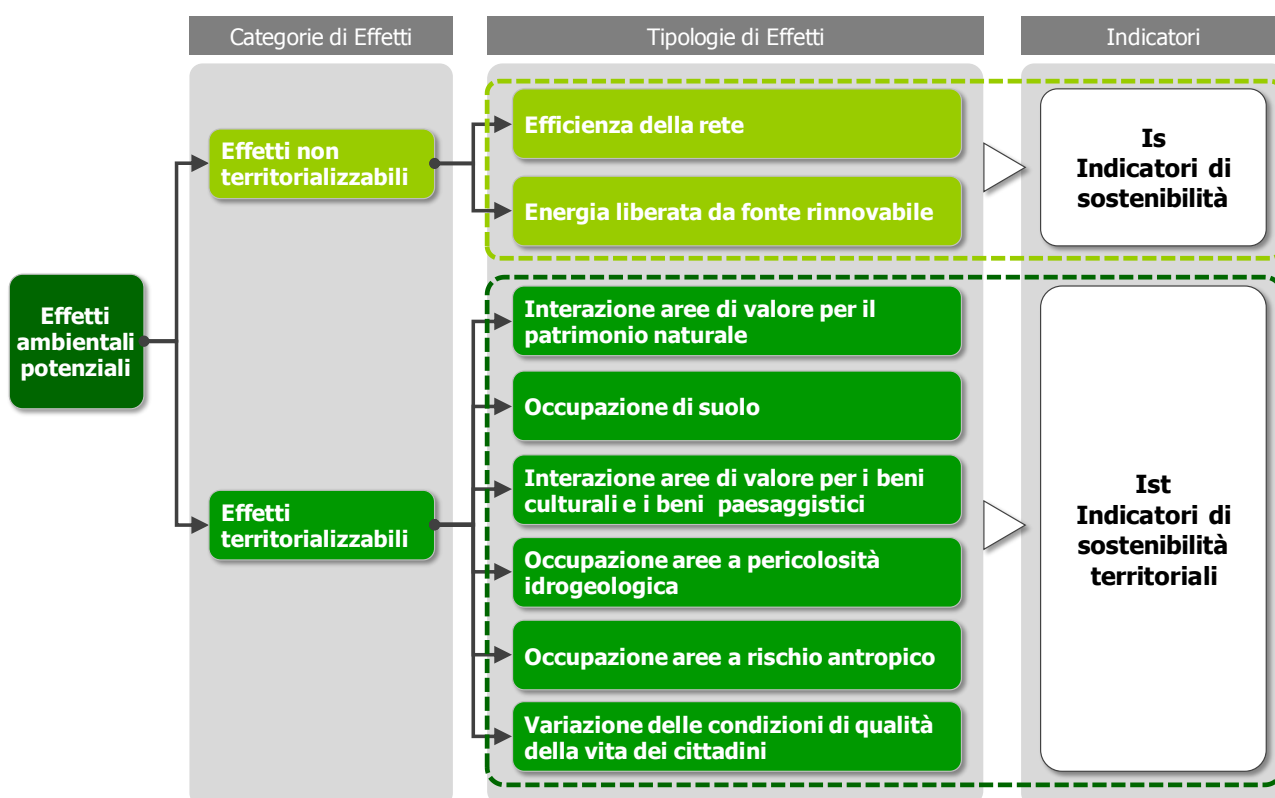 Categorie di Effetti
Tipologie di Effetti
Indicatori
Effetti
ambientali
potenziali
Effetti non
territorializzabili
Efficienza della rete
Energia liberata da fonte rinnovabile
Is
Indicatori di
sostenibilità
Effetti
territorializzabili
Interazione aree di valore per il
patrimonio naturale
Occupazione di suolo
Interazione aree di valore per i beni
culturali e i beni paesaggistici
Occupazione aree a pericolosità
idrogeologica
Occupazione aree a rischio antropico
Variazione delle condizioni di qualità
della vita dei cittadini
Ist
Indicatori di
sostenibilità
territoriali